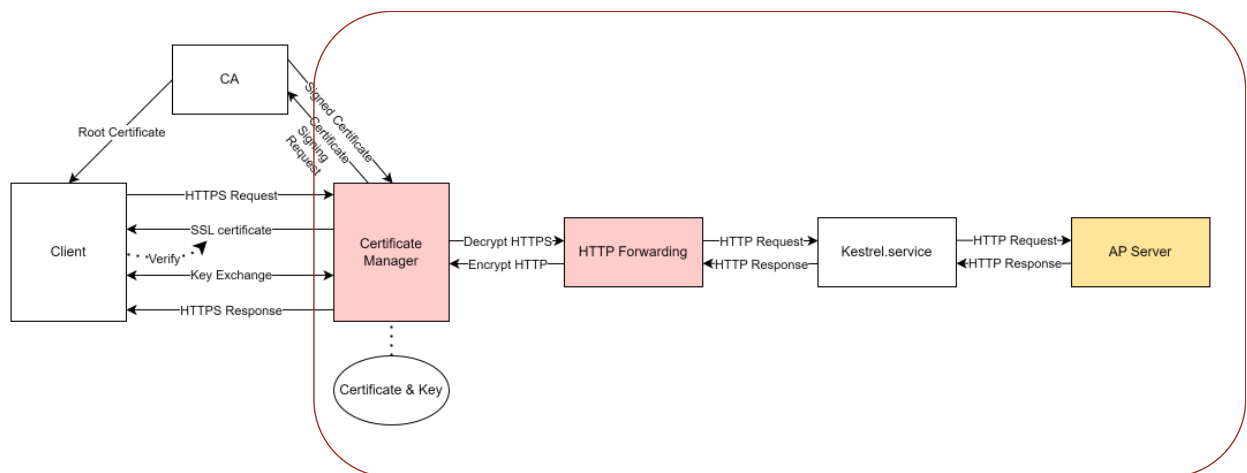 CA
Signed Certificate
Certificate
Signing
Request
Root Certificate
Client
HTTPS Request
SSL certificate
Verify
Key Exchange
HTTPS Response
Certificate
Manager
Certificate & Key
Decrypt HTTPS
Encrypt HTTP
HTTP Forwarding
HTTP Request
HTTP Response
Kestrel.service
HTTP Request
HTTP Response
AP Server